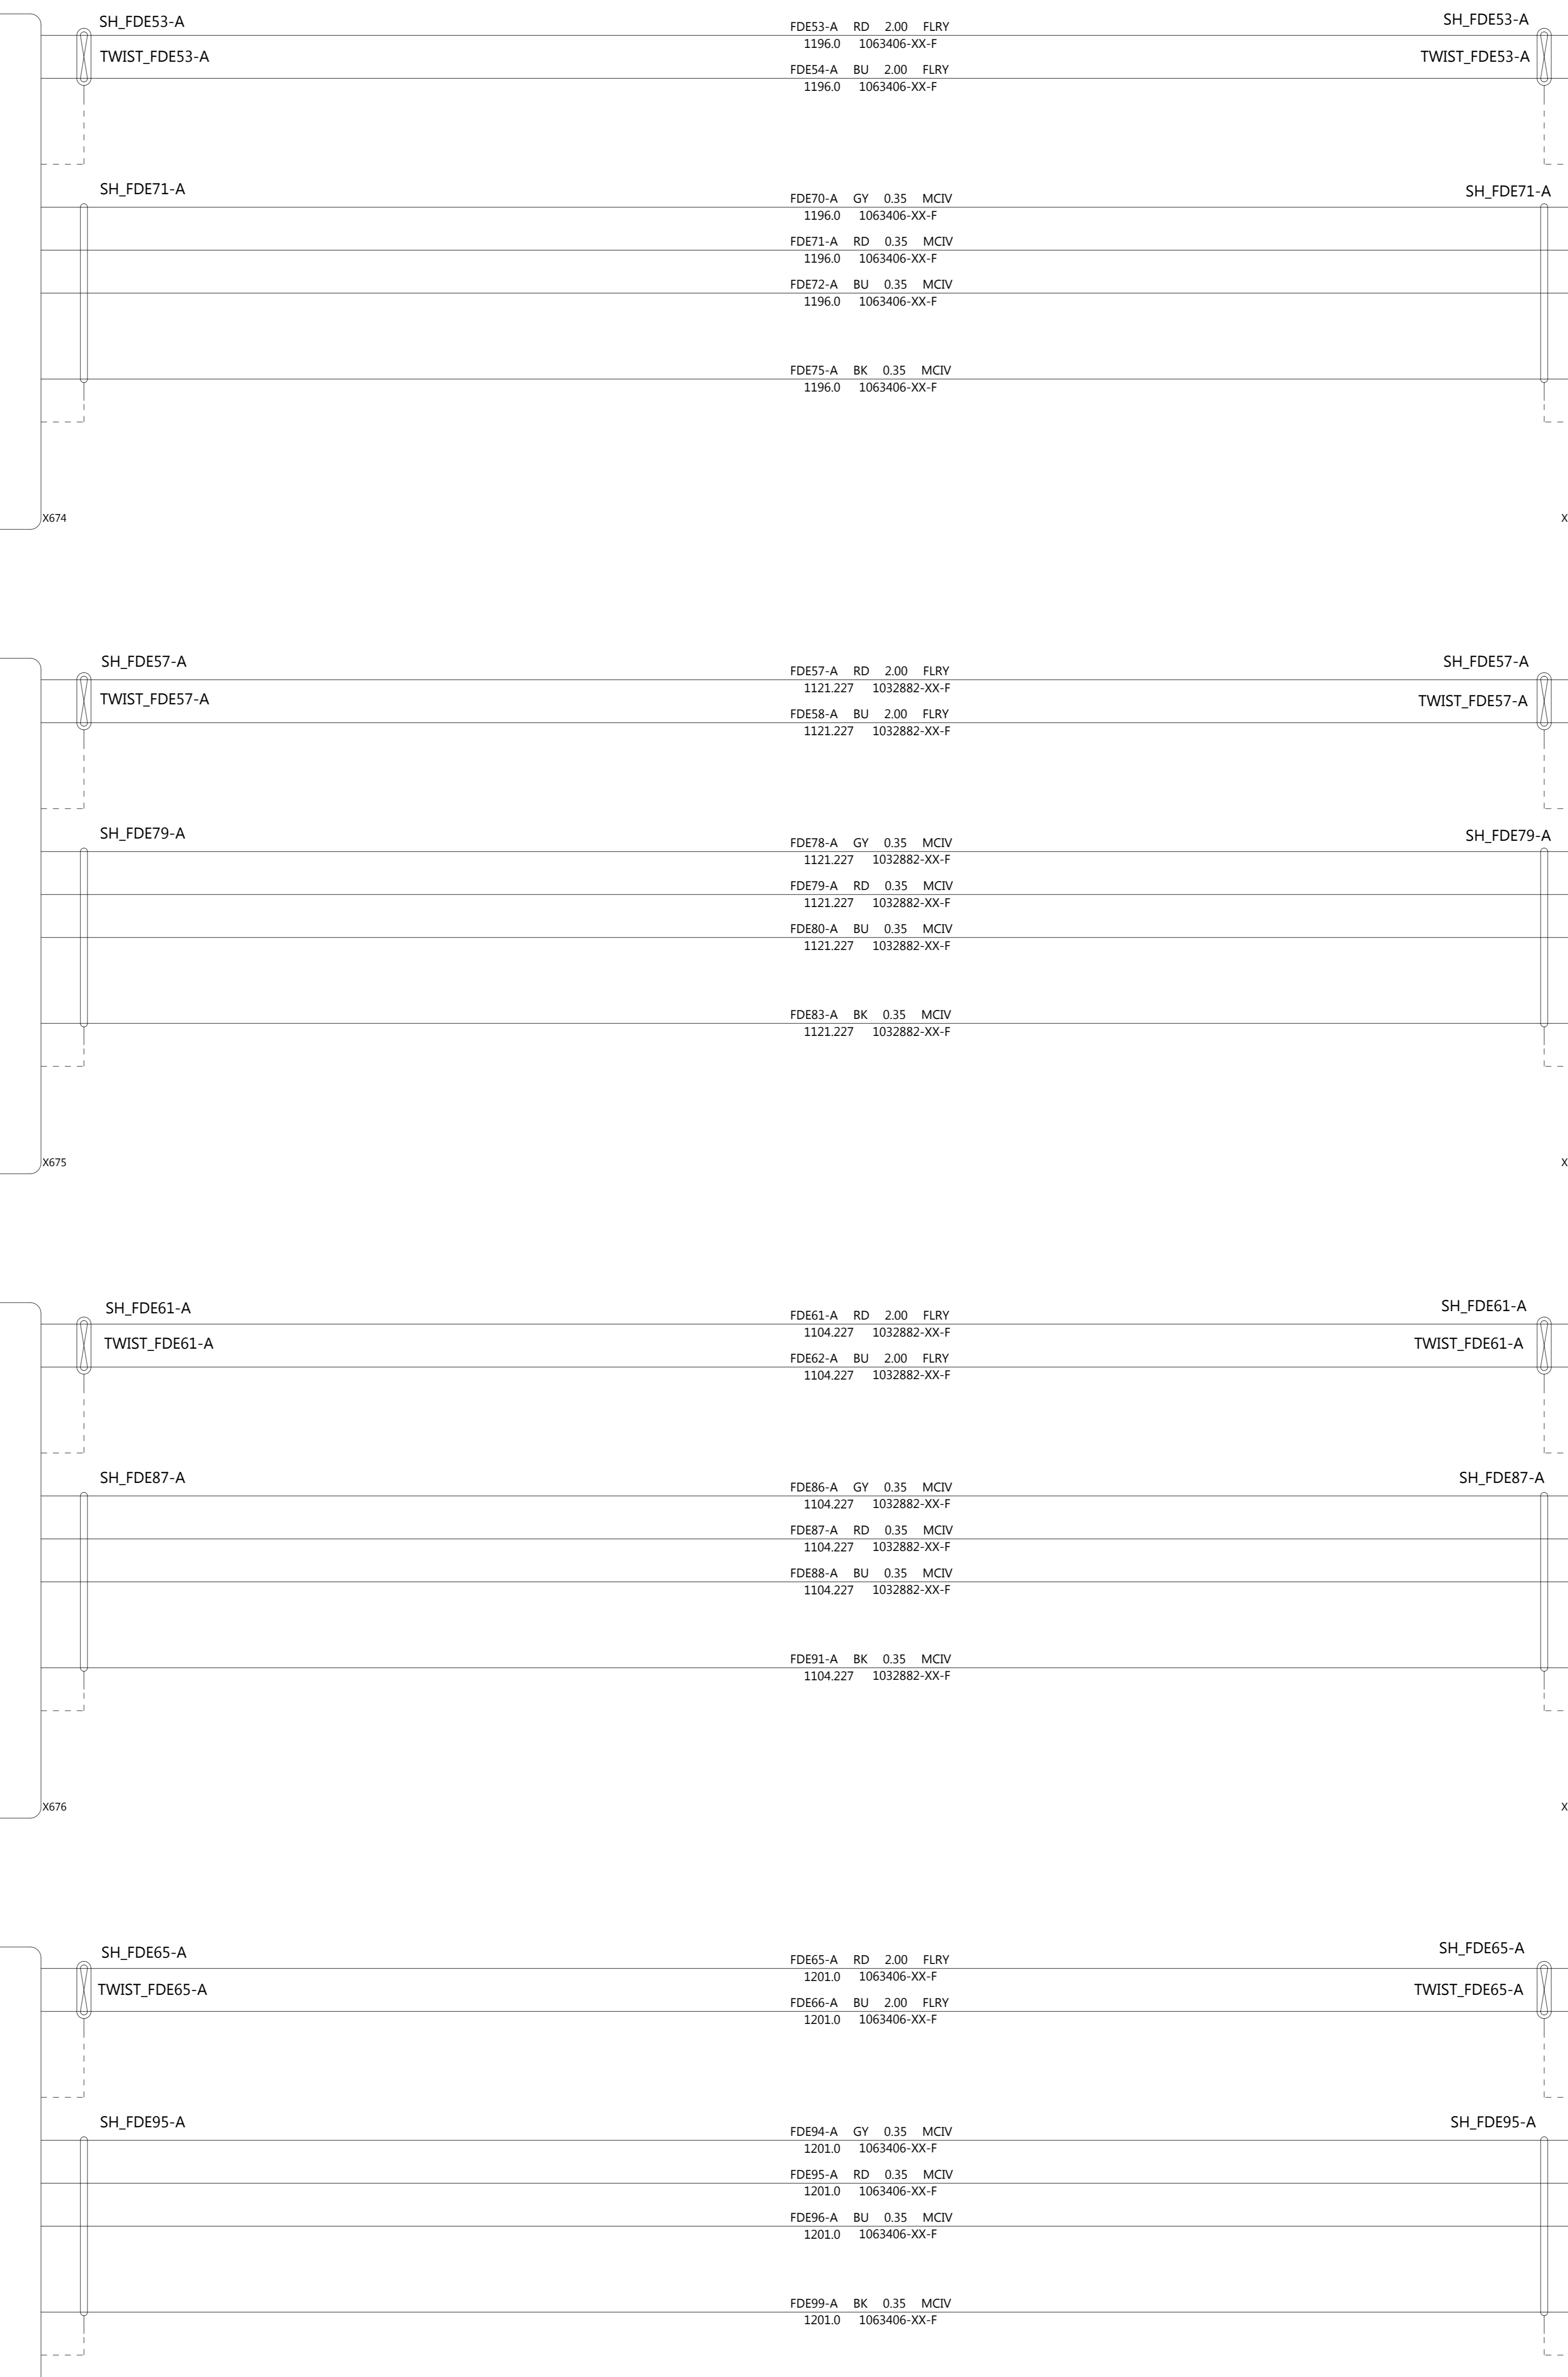 SH_FDE53-A
FDE53-A RD 2.00 FLRY
SH_FDE53-A
1196.0 1063406-XX-F
TWIST_FDE53-A
TWIST_FDE53-A
FDE54-A BU 2.00 FLRY
1196.0 1063406-XX-F
SH_FDE71-A
FDE70-A GY 0.35 MCIV
SH_FDE71-A
1196.0 1063406-XX-F
FDE71-A RD 0.35 MCIV
1196.0 1063406-XX-F
FDE72-A BU 0.35 MCIV
1196.0 1063406-XX-F
FDE75-A BK 0.35 MCIV
1196.0 1063406-XX-F
X674
X
SH_FDE57-A
FDE57-A RD 2.00 FLRY
SH_FDE57-A
1121.227 1032882-XX-F
TWIST_FDE57-A
TWIST_FDE57-A
FDE58-A BU 2.00 FLRY
1121.227 1032882-XX-F
SH_FDE79-A
FDE78-A GY 0.35 MCIV
SH_FDE79-A
1121.227 1032882-XX-F
FDE79-A RD 0.35 MCIV
1121.227 1032882-XX-F
FDE80-A BU 0.35 MCIV
1121.227 1032882-XX-F
FDE83-A BK 0.35 MCIV
1121.227 1032882-XX-F
X675
X
SH_FDE61-A
FDE61-A RD 2.00 FLRY
SH_FDE61-A
1104.227 1032882-XX-F
TWIST_FDE61-A
TWIST_FDE61-A
FDE62-A BU 2.00 FLRY
1104.227 1032882-XX-F
SH_FDE87-A
FDE86-A GY 0.35 MCIV
SH_FDE87-A
1104.227 1032882-XX-F
FDE87-A RD 0.35 MCIV
1104.227 1032882-XX-F
FDE88-A BU 0.35 MCIV
1104.227 1032882-XX-F
FDE91-A BK 0.35 MCIV
1104.227 1032882-XX-F
X676
X
SH_FDE65-A
FDE65-A RD 2.00 FLRY
SH_FDE65-A
1201.0 1063406-XX-F
TWIST_FDE65-A
TWIST_FDE65-A
FDE66-A BU 2.00 FLRY
1201.0 1063406-XX-F
SH_FDE95-A
FDE94-A GY 0.35 MCIV
SH_FDE95-A
1201.0 1063406-XX-F
FDE95-A RD 0.35 MCIV
1201.0 1063406-XX-F
FDE96-A BU 0.35 MCIV
1201.0 1063406-XX-F
FDE99-A BK 0.35 MCIV
1201.0 1063406-XX-F